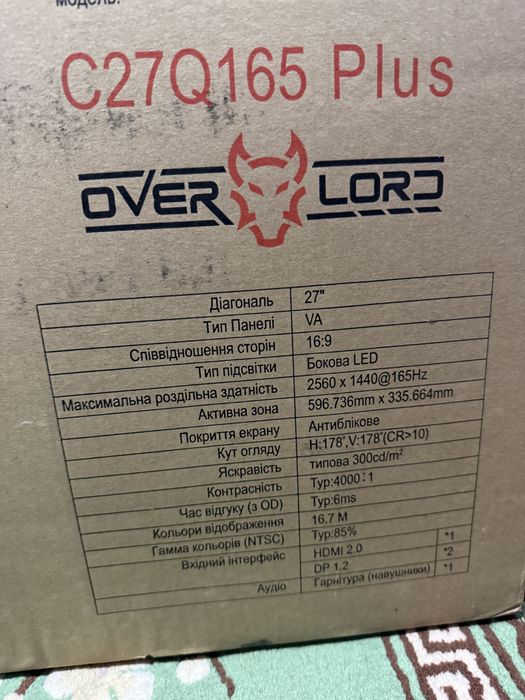 МОДЕЛЬ:
C27Q165 Plus
OVERLORD
Діагональ 27"
Тип Панелі VA
Співвідношення сторін 16:9
Тип підсвітки Бокова LED
Максимальна роздільна здатність 2560 x 1440@165Hz
Активна зона 596.736mm x 335.664mm
Покриття екрану Антиблікове
Кут огляду H:178°,V:178°(CR>10)
Яскравість типова 300cd/m²
Контрасність Typ:4000:1
Час відгуку (з OD) Typ:6ms
Кольори відображення 16.7 M
Гамма кольорів (NTSC) Typ:85%
Вхідний інтерфейс HDMI 2.0 *1
DP 1.2 *2
Аудіо Гарнітура (навушники) *1